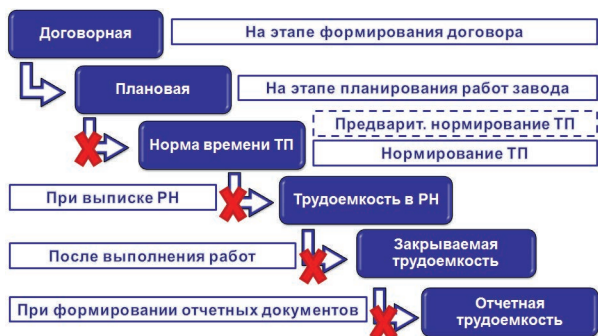 Договорная
На этапе формирования договора
Плановая
На этапе планирования работ завода
Норма времени ТП
Предварит. нормирование ТП
Нормирование ТП
При выписке РН
Трудоемкость в РН
После выполнения работ
Закрываемая
трудоемкость
При формировании отчетных документов
Отчетная
трудоемкость